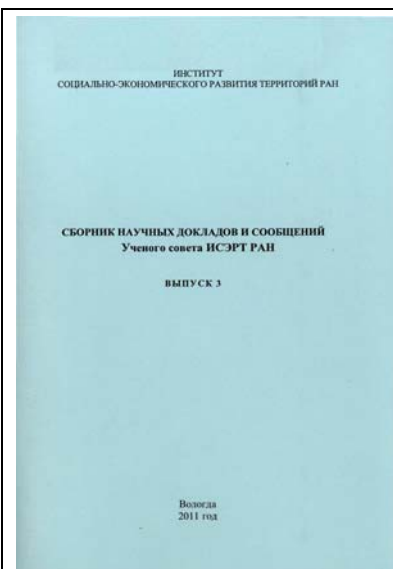 ИНСТИТУТ
СОЦИАЛЬНО-ЭКОНОМИЧЕСКОГО РАЗВИТИЯ ТЕРРИТОРИЙ РАН
СБОРНИК НАУЧНЫХ ДОКЛАДОВ И СООБЩЕНИЙ
Ученого совета ИСЭРТ РАН
ВЫПУСК 3
Вологда
2011 год